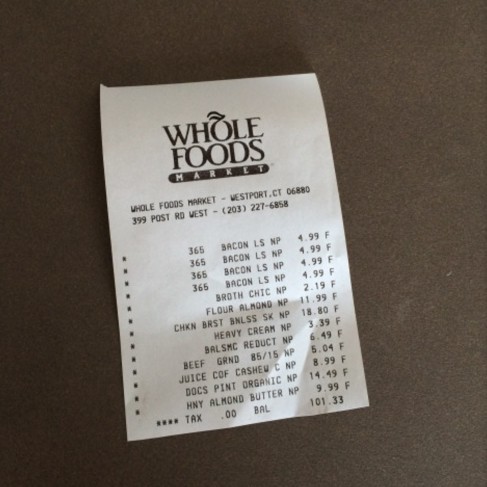 WHOLE
FOODS
MARKET
WHOLE FOODS MARKET - WESTPORT,CT 06880
399 POST RD WEST - (203) 227-6858
365 BACON LS NP 4.99 F
365 BACON LS NP 4.99 F
365 BACON LS NP 4.99 F
365 BACON LS NP 4.99 F
BROTH CHIC NP 2.19 F
FLOUR ALMOND NP 11.99 F
CHKN BRST BNLSS SK NP 18.80 F
HEAVY CREAM NP 3.39 F
BALSMC REDUCT NP 6.49 F
BEEF GRND 85/15 NP 5.04 F
JUICE COF CASHEW C NP 8.99 F
DOCS PINT ORGANIC NP 14.49 F
HNY ALMOND BUTTER NP 9.99 F
**** TAX .00 BAL 101.33